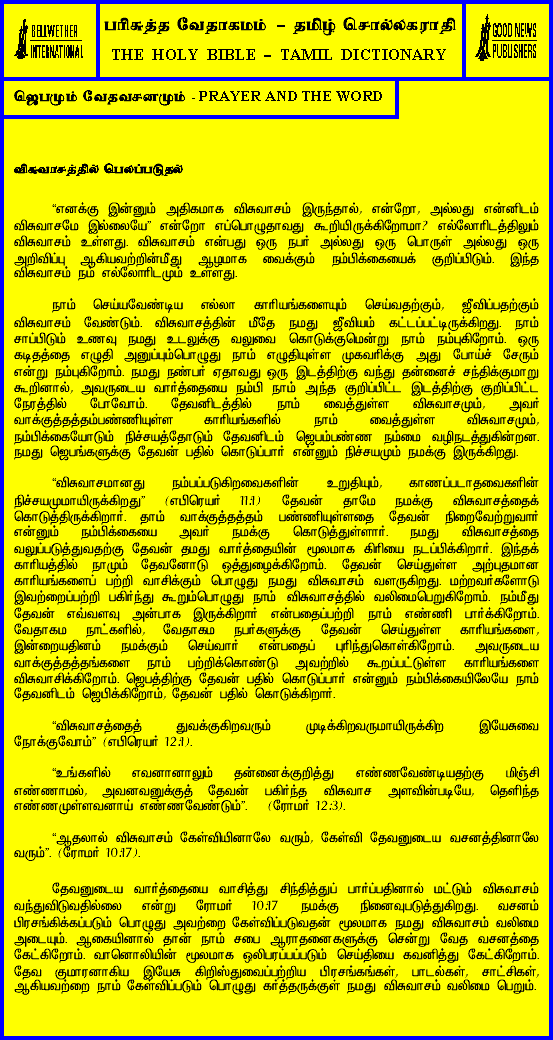 BELLWETHER
INTERNATIONAL
பரிசுத்த வேதாகமம் - தமிழ் சொல்லகராதி
THE HOLY BIBLE - TAMIL DICTIONARY
GOOD NEWS
PUBLISHERS
ஜெபமும் வேதவசனமும் - PRAYER AND THE WORD
விசுவாசத்தில் பெலப்படுதல்
“எனக்கு இன்னும் அதிகமாக விசுவாசம் இருந்தால், என்றோ, அல்லது என்னிடம்
விசுவாசமே இல்லையே” என்றோ எப்பொழுதாவது கூறியிருக்கிறோமா? எல்லோரிடத்திலும்
விசுவாசம் உள்ளது. விசுவாசம் என்பது ஒரு நபர் அல்லது ஒரு பொருள் அல்லது ஒரு
அறிவிப்பு ஆகியவற்றின்மீது ஆழமாக வைக்கும் நம்பிக்கையைக் குறிப்பிடும். இந்த
விசுவாசம் நம் எல்லோரிடமும் உள்ளது.
நாம் செய்யவேண்டிய எல்லா காரியங்களையும் செய்வதற்கும், ஜீவிப்பதற்கும்
விசுவாசம் வேண்டும். விசுவாசத்தின் மீதே நமது ஜீவியம் கட்டப்பட்டிருக்கிறது. நாம்
சாப்பிடும் உணவு நமது உடலுக்கு வலுவை கொடுக்குமென்று நாம் நம்புகிறோம். ஒரு
கடிதத்தை எழுதி அனுப்பும்பொழுது நாம் எழுதியுள்ள முகவரிக்கு அது போய்ச் சேரும்
என்று நம்புகிறோம். நமது நண்பர் ஏதாவது ஒரு இடத்திற்கு வந்து தன்னைச் சந்திக்குமாறு
கூறினால், அவருடைய வார்த்தையை நம்பி நாம் அந்த குறிப்பிட்ட இடத்திற்கு குறிப்பிட்ட
நேரத்தில் போவோம். தேவனிடத்தில் நாம் வைத்துள்ள விசுவாசமும், அவர்
வாக்குத்தத்தம்பண்ணியுள்ள காரியங்களில் நாம் வைத்துள்ள விசுவாசமும்,
நம்பிக்கையோடும் நிச்சயத்தோடும் தேவனிடம் ஜெபம்பண்ண நம்மை வழிநடத்துகின்றன.
நமது ஜெபங்களுக்கு தேவன் பதில் கொடுப்பார் என்னும் நிச்சயமும் நமக்கு இருக்கிறது.
“விசுவாசமானது நம்பப்படுகிறவைகளின் உறுதியும், காணப்படாதவைகளின்
நிச்சயமுமாயிருக்கிறது” (எபிரெயர் 11:1) தேவன் தாமே நமக்கு விசுவாசத்தைக்
கொடுத்திருக்கிறார். தாம் வாக்குத்தத்தம் பண்ணியுள்ளதை தேவன் நிறைவேற்றுவார்
என்னும் நம்பிக்கையை அவர் நமக்கு கொடுத்துள்ளார். நமது விசுவாசத்தை
வலுப்படுத்துவதற்கு தேவன் தமது வார்த்தையின் மூலமாக கிரியை நடப்பிக்கிறார். இந்தக்
காரியத்தில் நாமும் தேவனோடு ஒத்துழைக்கிறோம். தேவன் செய்துள்ள அற்புதமான
காரியங்களைப் பற்றி வாசிக்கும் பொழுது நமது விசுவாசம் வளருகிறது. மற்றவர்களோடு
இவற்றைப்பற்றி பகிர்ந்து கூறும்பொழுது நாம் விசுவாசத்தில் வலிமைபெறுகிறோம். நம்மீது
தேவன் எவ்வளவு அன்பாக இருக்கிறார் என்பதைப்பற்றி நாம் எண்ணி பார்க்கிறோம்.
வேதாகம நாட்களில், வேதாகம நபர்களுக்கு தேவன் செய்துள்ள காரியங்களை,
இன்றையதினம் நமக்கும் செய்வார் என்பதைப் புரிந்துகொள்கிறோம். அவருடைய
வாக்குத்தத்தங்களை நாம் பற்றிக்கொண்டு அவற்றில் கூறப்பட்டுள்ள காரியங்களை
விசுவாசிக்கிறோம். ஜெபத்திற்கு தேவன் பதில் கொடுப்பார் என்னும் நம்பிக்கையிலேயே நாம்
தேவனிடம் ஜெபிக்கிறோம், தேவன் பதில் கொடுக்கிறார்.
“விசுவாசத்தைத் துவக்குகிறவரும் முடிக்கிறவருமாயிருக்கிற இயேசுவை
நோக்குவோம்” (எபிரெயர் 12:1).
“உங்களில் எவனானாலும் தன்னைக்குறித்து எண்ணவேண்டியதற்கு மிஞ்சி
எண்ணாமல், அவனவனுக்குத் தேவன் பகிர்ந்த விசுவாச அளவின்படியே, தெளிந்த
எண்ணமுள்ளவனாய் எண்ணவேண்டும்”. (ரோமர் 12:3).
“ஆதலால் விசுவாசம் கேள்வியினாலே வரும், கேள்வி தேவனுடைய வசனத்தினாலே
வரும்”. (ரோமர் 10:17).
தேவனுடைய வார்த்தையை வாசித்து சிந்தித்துப் பார்ப்பதினால் மட்டும் விசுவாசம்
வந்துவிடுவதில்லை என்று ரோமர் 10:17 நமக்கு நினைவுபடுத்துகிறது. வசனம்
பிரசங்கிக்கப்படும் பொழுது அவற்றை கேள்விப்படுவதன் மூலமாக நமது விசுவாசம் வலிமை
அடையும். ஆகையினால் தான் நாம் சபை ஆராதனைகளுக்கு சென்று வேத வசனத்தை
கேட்கிறோம். வானொலியின் மூலமாக ஒலிபரப்பப்படும் செய்தியை கவனித்து கேட்கிறோம்.
தேவ குமாரனாகிய இயேசு கிறிஸ்துவைப்பற்றிய பிரசங்கங்கள், பாடல்கள், சாட்சிகள்,
ஆகியவற்றை நாம் கேள்விப்படும் பொழுது கர்த்தருக்குள் நமது விசுவாசம் வலிமை பெறும்.